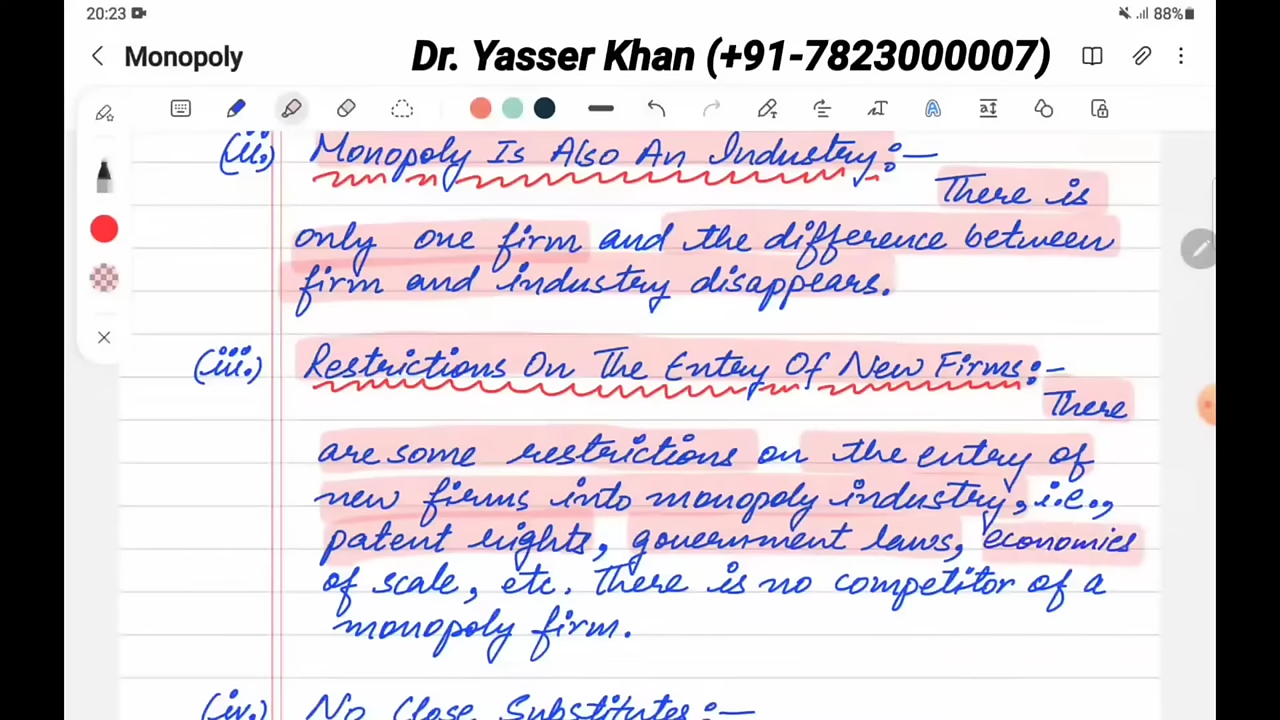 20:23
88%
Monopoly
Dr. Yasser Khan (+91-7823000007)
(ii.) Monopoly Is Also An Industry:-
There is
only one firm and the difference between
firm and industry disappears.
(iii.) Restrictions On The Entry Of New Firms:-
There
are some restrictions on the entry of
new firms into monopoly industry, i.e.,
patent rights, government laws, economics
of scale, etc. There is no competitor of a
monopoly firm.
(iv.) No Close Substitutes:-